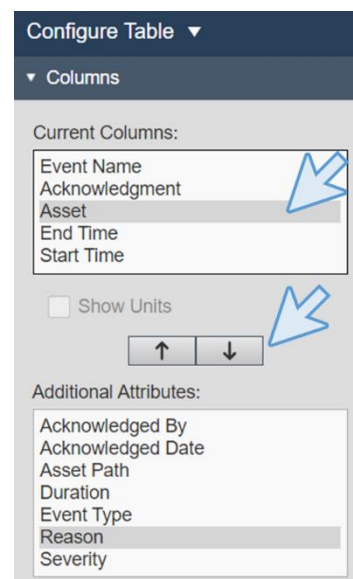 Configure Table ▼
▾ Columns
Current Columns:
Event Name
Acknowledgment
Asset
End Time
Start Time
Show Units
↑ ↓
Additional Attributes:
Acknowledged By
Acknowledged Date
Asset Path
Duration
Event Type
Reason
Severity